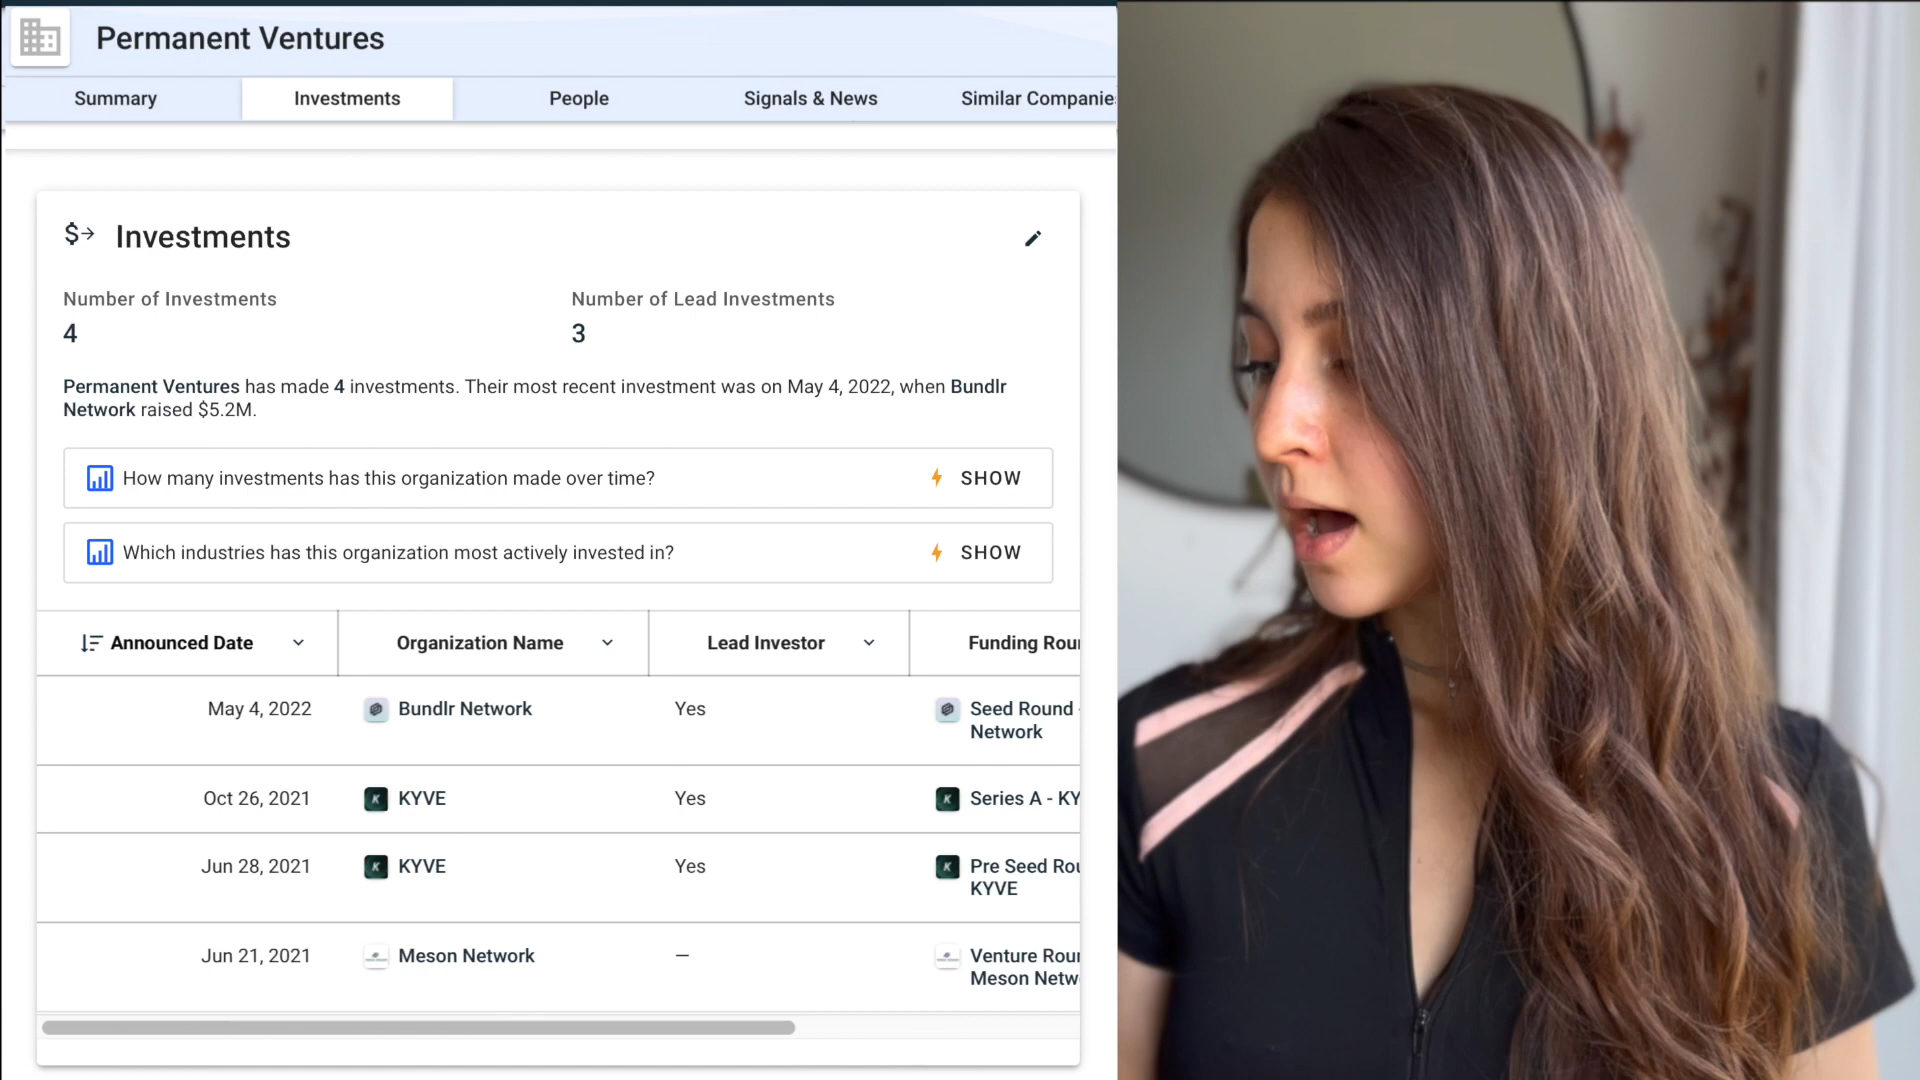 Permanent Ventures
Summary
Investments
People
Signals & News
Similar Companie
$→ Investments
Number of Investments
4
Number of Lead Investments
3
Permanent Ventures has made 4 investments. Their most recent investment was on May 4, 2022, when Bundlr
Network raised $5.2M.
How many investments has this organization made over time?
SHOW
Which industries has this organization most actively invested in?
SHOW
Announced Date
Organization Name
Lead Investor
Funding Rou
May 4, 2022
Bundlr Network
Yes
Seed Round -
Network
Oct 26, 2021
K
KYVE
Yes
K
Series A - KY
Jun 28, 2021
K
KYVE
Yes
K
Pre Seed Rou
KYVE
Jun 21, 2021
Meson Network
—
Venture Rour
Meson Netw